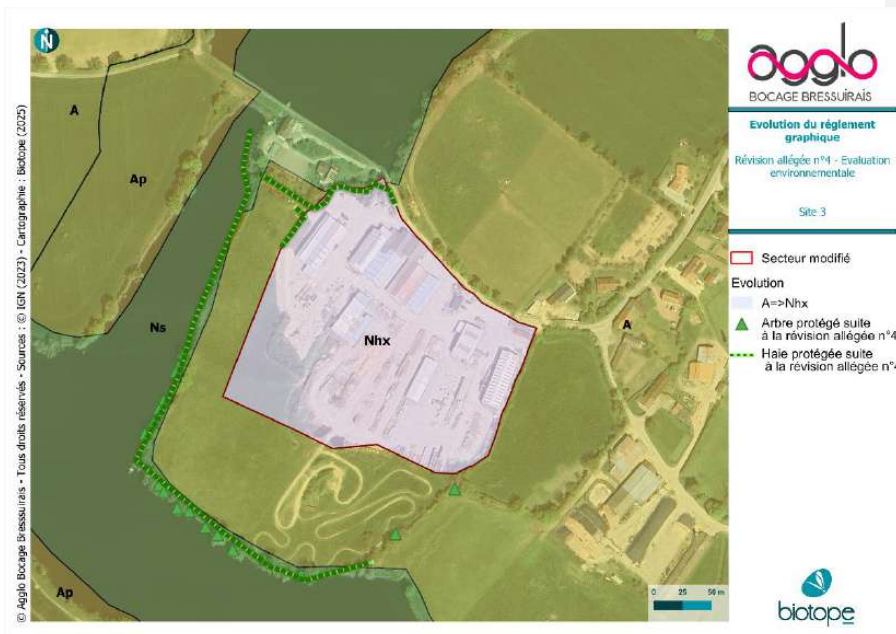 © Agglo Bocage Bressuirais - Tous droits réservés - Sources : © IGN (2023) - Cartographie : Biotope (2025)
N
A
Ap
Ns
Nhx
A
Ap
0 25 50 m
agglo
BOCAGE BRESSUIRAIS
Evolution du réglement
graphique
Révision allégée n°4 - Evaluation
environnementale
Site 3
Secteur modifié
Evolution
A=>Nhx
Arbre protégé suite
à la révision allégée n°4
Haie protégée suite
à la révision allégée n°4
biotope